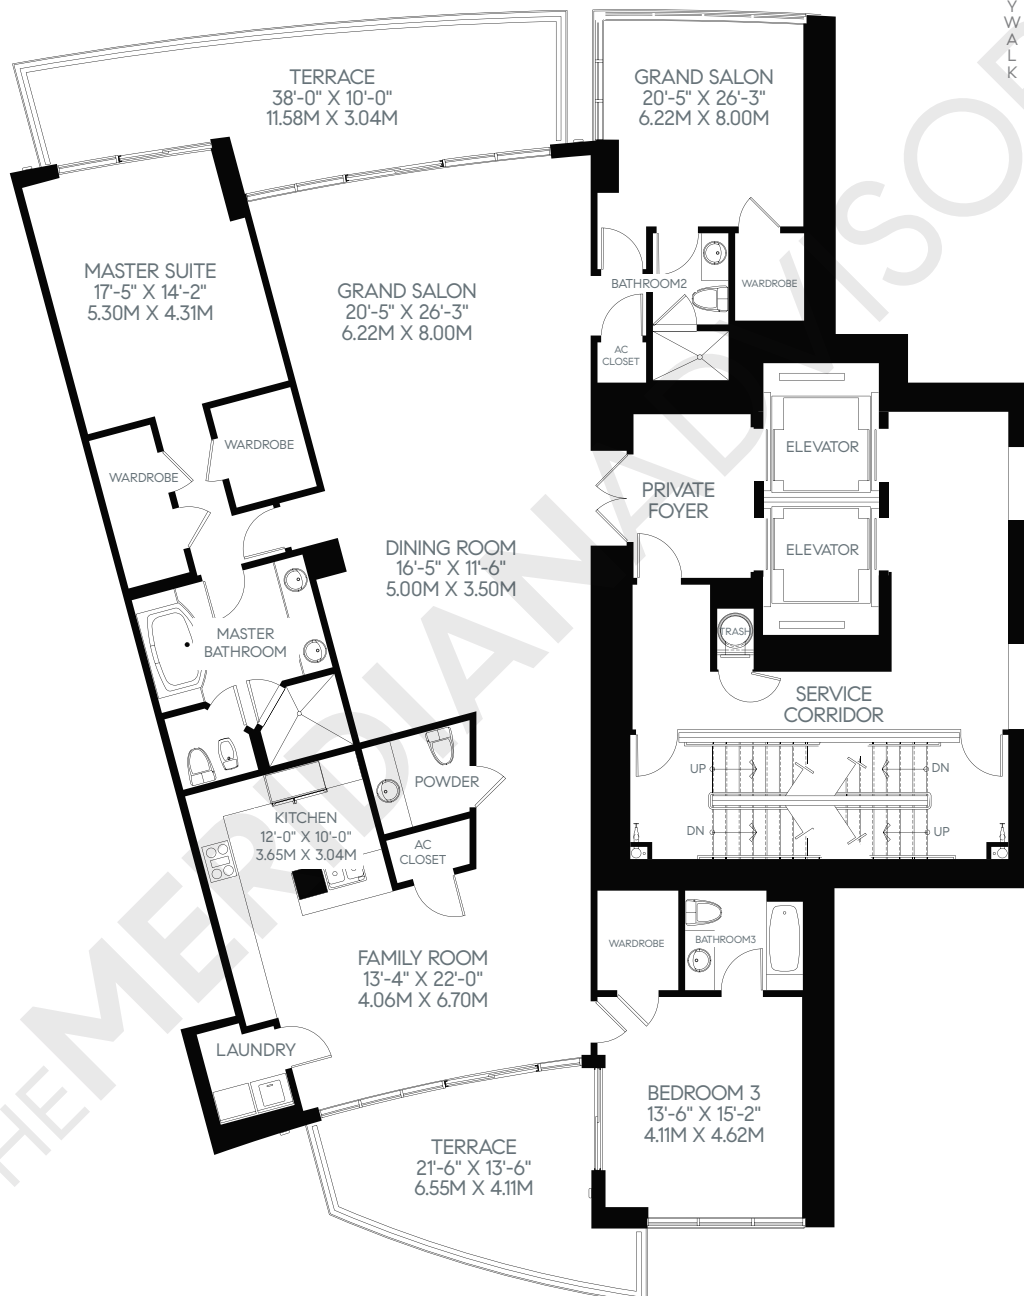 Y
W
A
L
K
TERRACE
38'-0" X 10'-0"
11.58M X 3.04M
GRAND SALON
20'-5" X 26'-3"
6.22M X 8.00M
MASTER SUITE
17'-5" X 14'-2"
5.30M X 4.31M
GRAND SALON
20'-5" X 26'-3"
6.22M X 8.00M
BATHROOM2
WARDROBE
AC
CLOSET
WARDROBE
WARDROBE
ELEVATOR
PRIVATE
FOYER
ELEVATOR
DINING ROOM
16'-5" X 11'-6"
5.00M X 3.50M
MASTER
BATHROOM
TRASH
SERVICE
CORRIDOR
POWDER
UP
DN
DN
UP
KITCHEN
12'-0" X 10'-0"
3.65M X 3.04M
AC
CLOSET
WARDROBE
BATHROOM3
FAMILY ROOM
13'-4" X 22'-0"
4.06M X 6.70M
LAUNDRY
BEDROOM 3
13'-6" X 15'-2"
4.11M X 4.62M
TERRACE
21'-6" X 13'-6"
6.55M X 4.11M
THE MERIDIAN ADVISOR